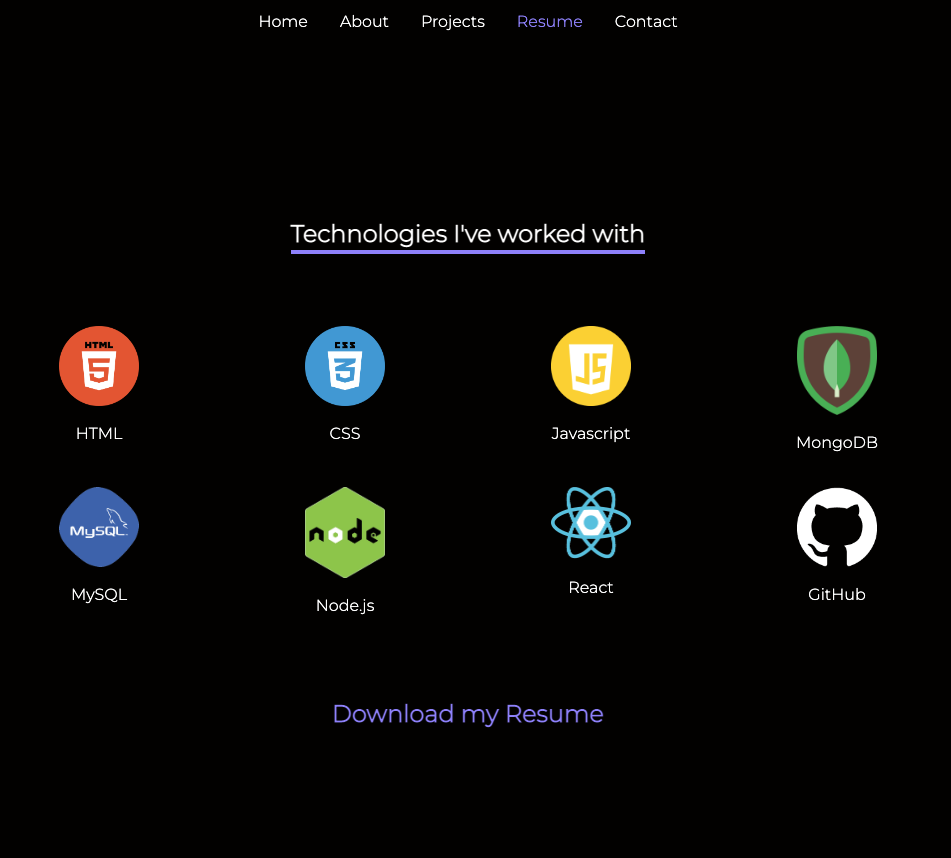 Home About Projects Resume Contact
Technologies I've worked with
HTML 5 CSS 3 JS
HTML CSS Javascript MongoDB
MySQL node
MySQL Node.js React GitHub
Download my Resume